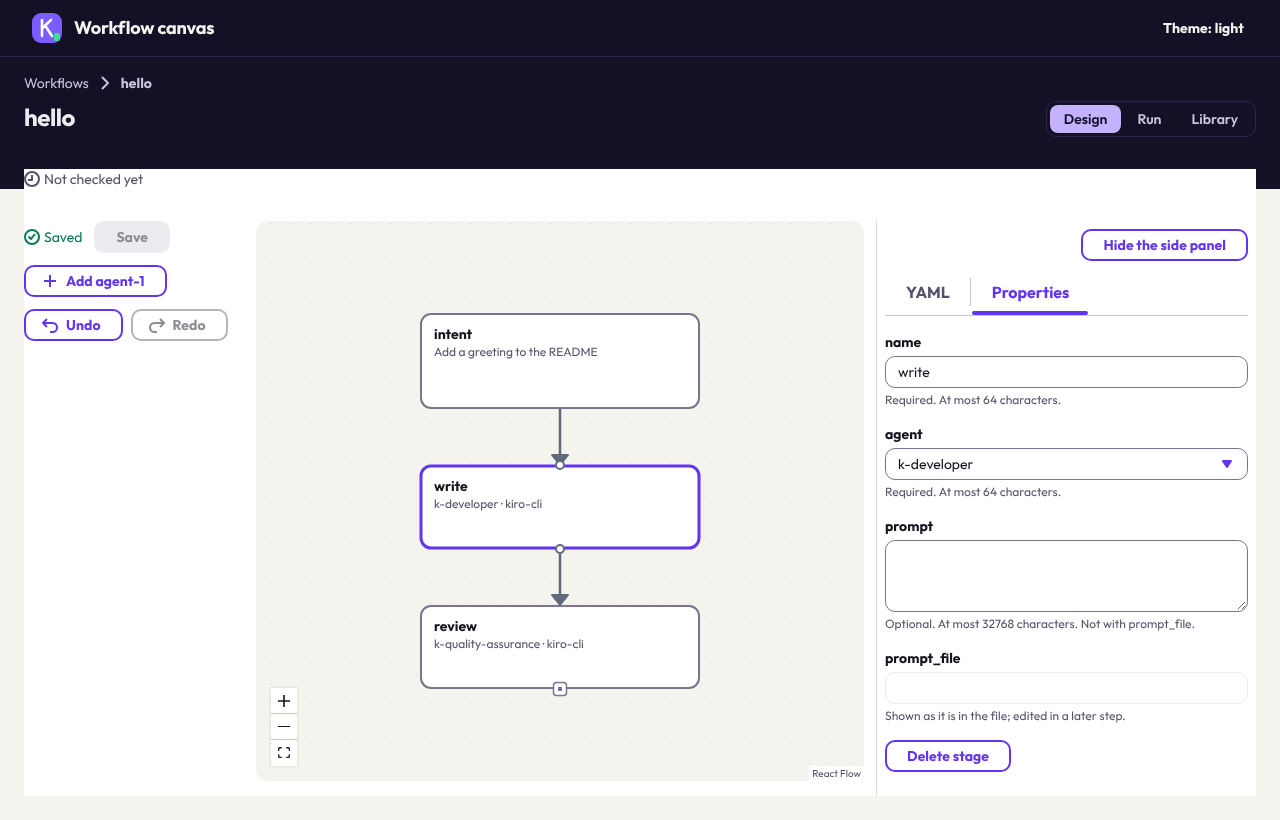 K
Workflow canvas
Theme: light
Workflows
hello
hello
Design
Run
Library
Not checked yet
Saved
Save
Add agent-1
Undo
Redo
intent
Add a greeting to the README
write
k-developer · kiro-cli
review
k-quality-assurance · kiro-cli
React Flow
Hide the side panel
YAML
Properties
name
write
Required. At most 64 characters.
agent
k-developer
Required. At most 64 characters.
prompt
Optional. At most 32768 characters. Not with prompt_file.
prompt_file
Shown as it is in the file; edited in a later step.
Delete stage